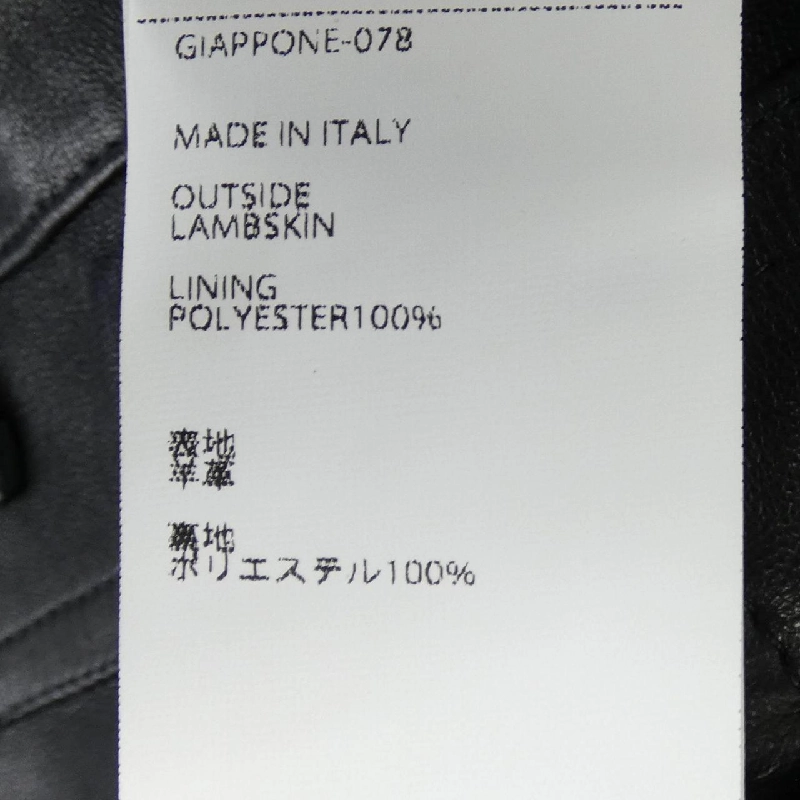 GIAPPONE-078
MADE IN ITALY
OUTSIDE
LAMBSKIN
LINING
POLYESTER100%
表地
羊革
裏地
ポリエステル100%